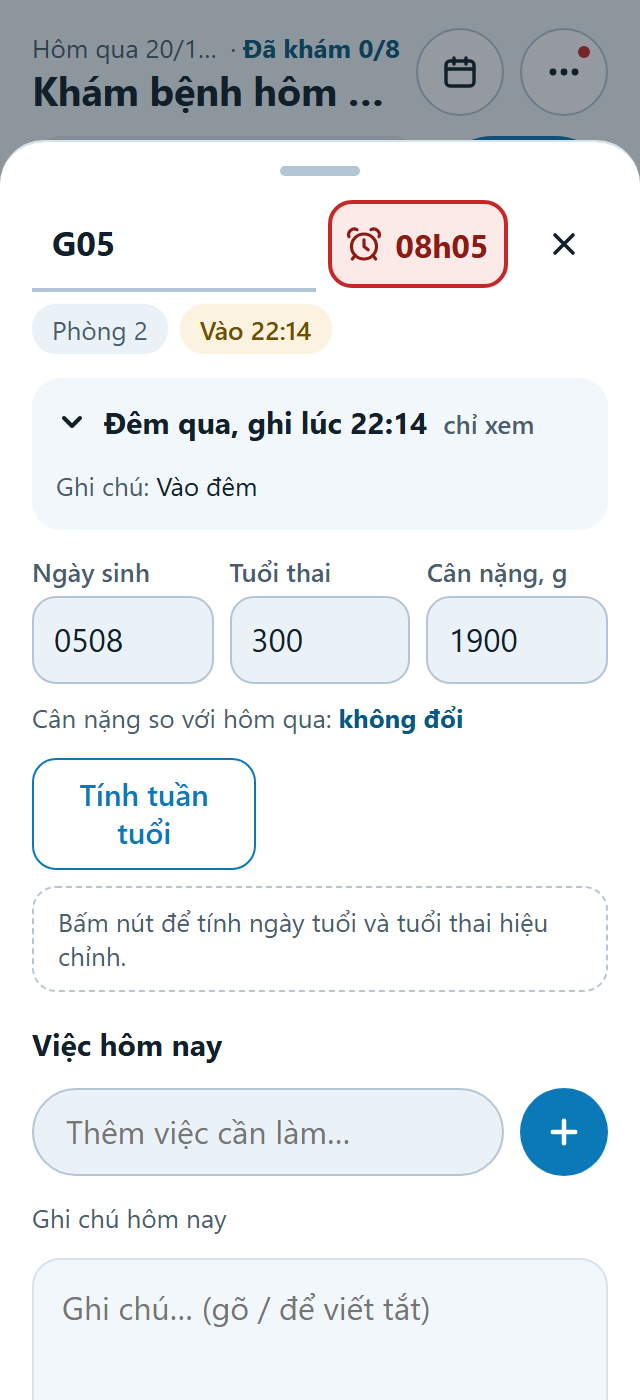 Hôm qua 20/1... · Đã khám 0/8
Khám bệnh hôm ...
G05
08h05
Phòng 2
Vào 22:14
Đêm qua, ghi lúc 22:14 chỉ xem
Ghi chú: Vào đêm
Ngày sinh Tuổi thai Cân nặng, g
0508 300 1900
Cân nặng so với hôm qua: không đổi
Tính tuần
tuổi
Bấm nút để tính ngày tuổi và tuổi thai hiệu
chỉnh.
Việc hôm nay
Thêm việc cần làm...
Ghi chú hôm nay
Ghi chú... (gõ / để viết tắt)